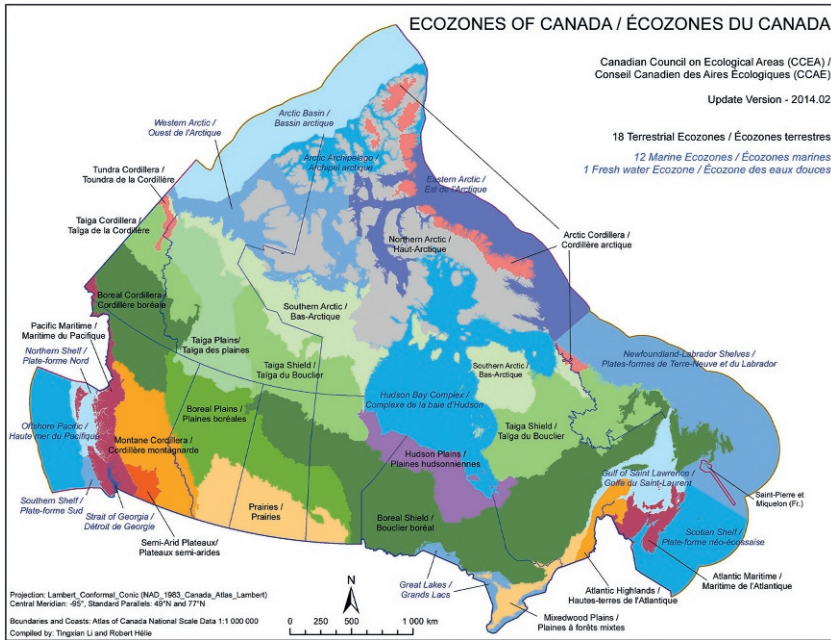 ECOZONES OF CANADA / ÉCOZONES DU CANADA
Canadian Council on Ecological Areas (CCEA) /
Conseil Canadien des Aires Écologiques (CCAE)
Update Version - 2014.02
18 Terrestrial Ecozones / Écozones terrestres
12 Marine Ecozones / Écozones marines
1 Fresh water Ecozone / Écozone des eaux douces
Western Arctic /
Ouest de l'Arctique
Arctic Basin /
Bassin arctique
Arctic Archipelago /
Archipel arctique
Tundra Cordillera /
Toundra de la Cordillère
Eastern Arctic /
Est de l'Arctique
Taiga Cordillera /
Taïga de la Cordillère
Northern Arctic /
Haut-Arctique
Arctic Cordillera /
Cordillère arctique
Boreal Cordillera /
Cordillère boréale
Southern Arctic /
Bas-Arctique
Pacific Maritime /
Maritime du Pacifique
Taiga Plains/
Taïga des plaines
Northern Shelf /
Plate-forme Nord
Taiga Shield /
Taïga du Bouclier
Southern Arctic /
Bas-Arctique
Newfoundland-Labrador Shelves /
Plates-formes de Terre-Neuve et du Labrador
Hudson Bay Complex /
Complexe de la baie d'Hudson
Boreal Plains /
Plaines boréales
Taiga Shield /
Taïga du Bouclier
Offshore Pacific /
Haute mer du Pacifique
Montane Cordillera /
Cordillère montagnarde
Hudson Plains /
Plaines hudsonniennes
Gulf of Saint Lawrence /
Golfe du Saint-Laurent
Saint-Pierre et
Miquelon (Fr.)
Southern Shelf /
Plate-forme Sud
Strait of Georgia /
Détroit de Georgie
Prairies /
Prairies
Boreal Shield /
Bouclier boréal
Scotian Shelf /
Plate-forme néo-écossaise
Semi-Arid Plateaux/
Plateaux semi-arides
Great Lakes /
Grands Lacs
Atlantic Maritime /
Maritime de l'Atlantique
Atlantic Highlands /
Hautes-terres de l'Atlantique
Mixedwood Plains /
Plaines à forêts mixtes
Projection: Lambert_Conformal_Conic (NAD_1983_Canada_Atlas_Lambert)
Central Meridian: -95°, Standard Parallels: 49°N and 77°N
Boundaries and Coasts: Atlas of Canada National Scale Data 1:1 000 000
Compiled by: Tingxian Li and Robert Hélie
N
0 250 500 1 000 km